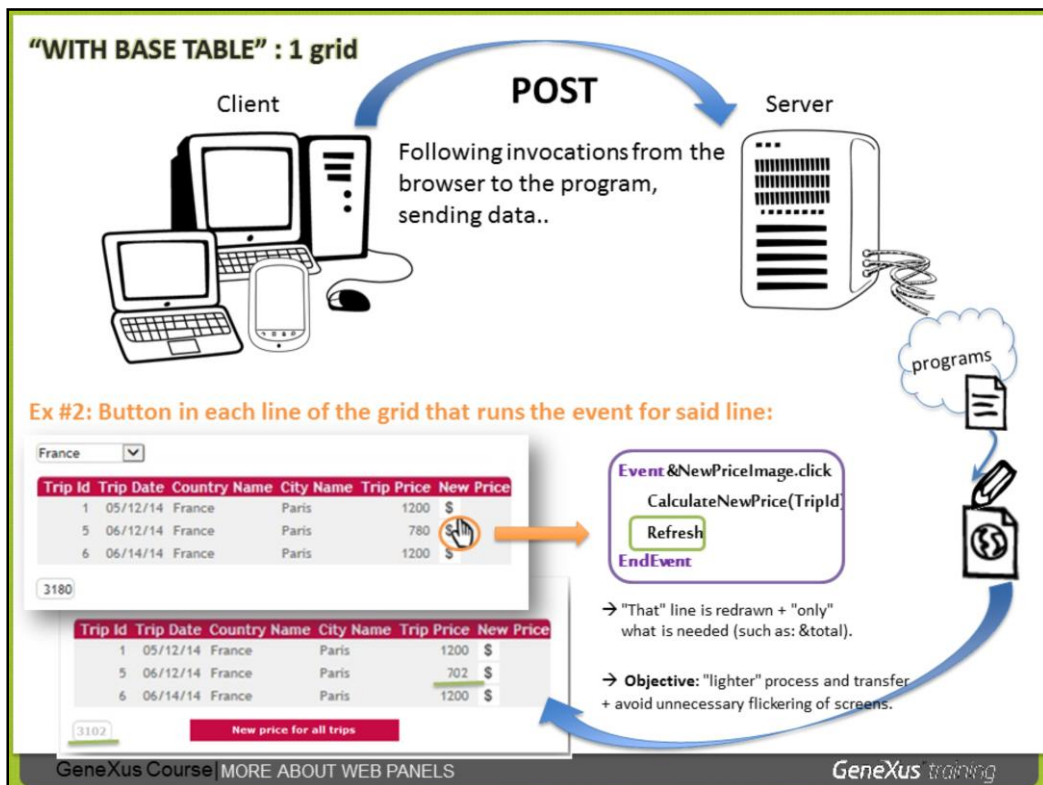 “WITH BASE TABLE” : 1 grid
Client
POST
Server
Following invocations from the
browser to the program,
sending data..
programs
Ex #2: Button in each line of the grid that runs the event for said line:
France
Trip Id Trip Date Country Name City Name Trip Price New Price
1 05/12/14 France Paris 1200 $
5 06/12/14 France Paris 780 $
6 06/14/14 France Paris 1200 $
3180
Event &NewPriceImage.click
CalculateNewPrice(TripId)
Refresh
EndEvent
→ "That" line is redrawn + "only"
what is needed (such as: &total).
→ Objective: "lighter" process and transfer
+ avoid unnecessary flickering of screens.
Trip Id Trip Date Country Name City Name Trip Price New Price
1 05/12/14 France Paris 1200 $
5 06/12/14 France Paris 702 $
6 06/14/14 France Paris 1200 $
3102
New price for all trips
GeneXus Course| MORE ABOUT WEB PANELS
GeneXus training